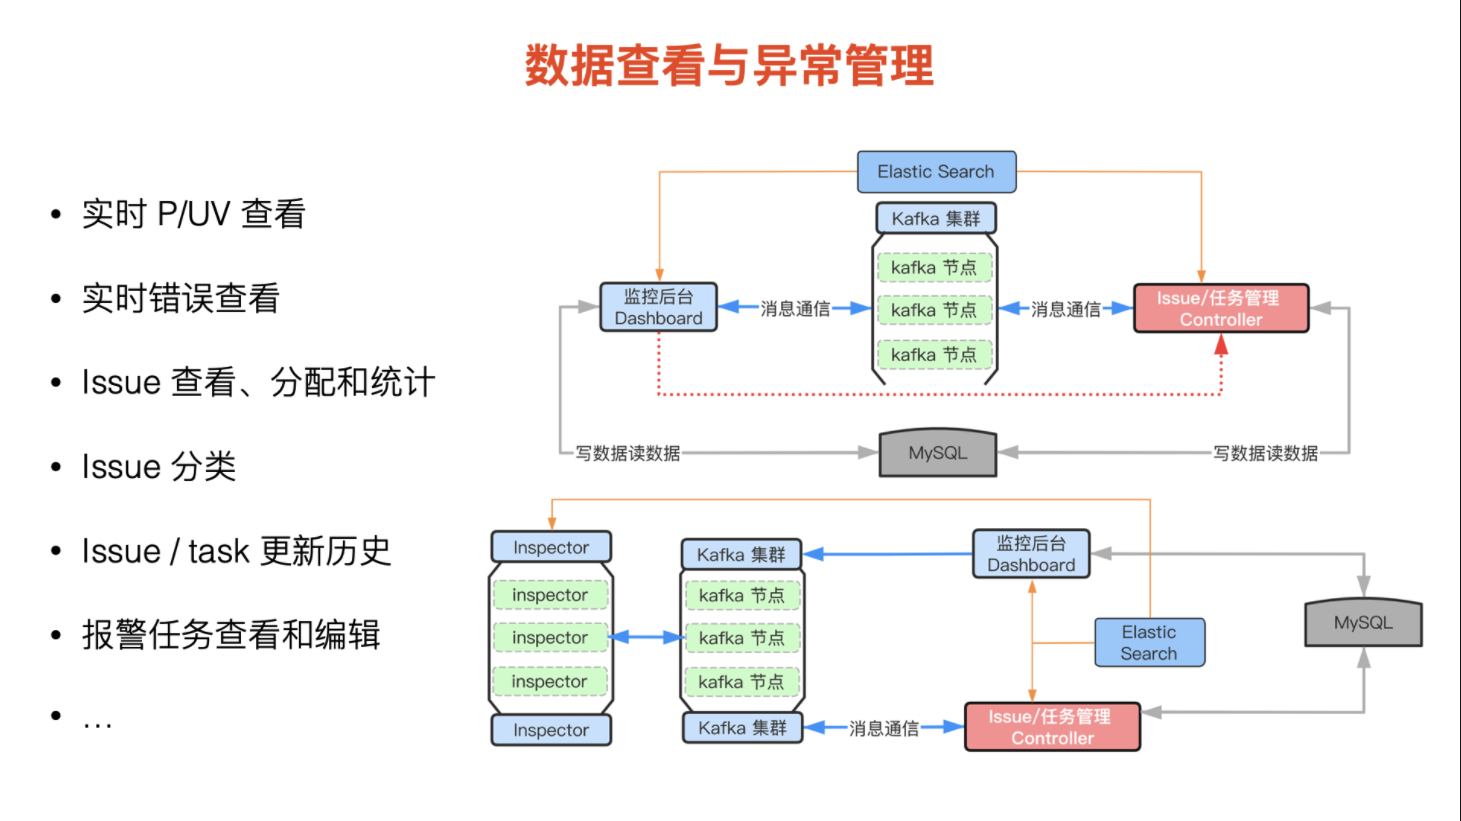 数据查看与异常管理
• 实时 P/UV 查看
• 实时错误查看
• Issue 查看、分配和统计
• Issue 分类
• Issue / task 更新历史
• 报警任务查看和编辑
• …
Elastic Search
Kafka 集群
kafka 节点
kafka 节点
kafka 节点
监控后台
Dashboard
消息通信
消息通信
Issue/任务管理
Controller
写数据读数据
MySQL
写数据读数据
Inspector
inspector
inspector
inspector
Inspector
Kafka 集群
kafka 节点
kafka 节点
kafka 节点
Kafka 集群
监控后台
Dashboard
Elastic
Search
MySQL
消息通信
Issue/任务管理
Controller